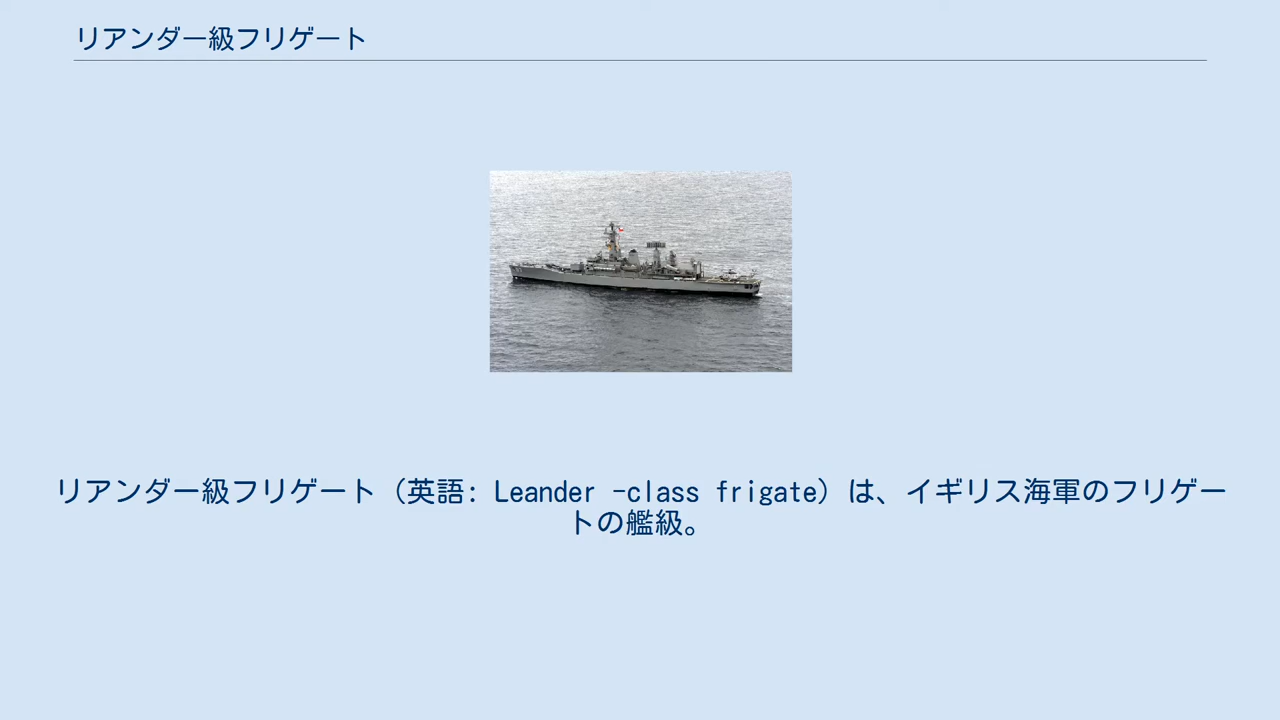 リアンダー級フリゲート
リアンダー級フリゲート（英語: Leander -class frigate）は、イギリス海軍のフリゲー
トの艦級。